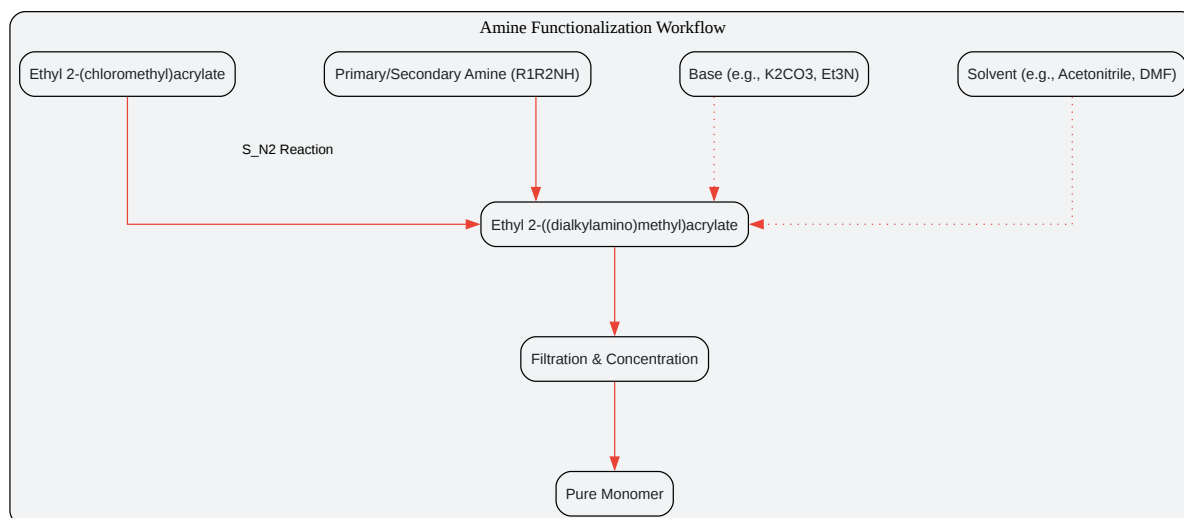 Amine Functionalization Workflow
Ethyl 2-(chloromethyl)acrylate
Primary/Secondary Amine (R1R2NH)
Base (e.g., K2CO3, Et3N)
Solvent (e.g., Acetonitrile, DMF)
S_N2 Reaction
Ethyl 2-((dialkylamino)methyl)acrylate
Filtration & Concentration
Pure Monomer